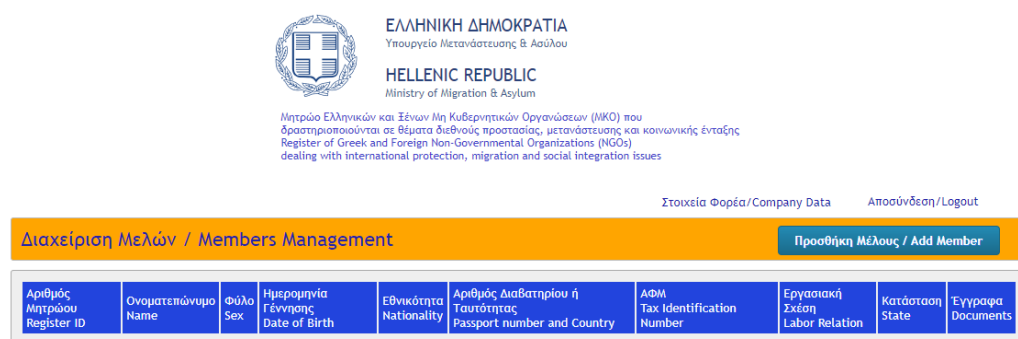 ΕΛΛΗΝΙΚΗ ΔΗΜΟΚΡΑΤΙΑ
Υπουργείο Μετανάστευσης & Ασύλου
HELLENIC REPUBLIC
Ministry of Migration & Asylum
Μητρώο Ελληνικών και Ξένων Μη Κυβερνητικών Οργανώσεων (ΜΚΟ) που
δραστηριοποιούνται σε θέματα διεθνούς προστασίας, μετανάστευσης και κοινωνικής ένταξης
Register of Greek and Foreign Non-Governmental Organizations (NGOs)
dealing with international protection, migration and social integration issues
Στοιχεία Φορέα/Company Data
Αποσύνδεση/Logout
Διαχείριση Μελών / Members Management
Προσθήκη Μέλους / Add Member
Αριθμός
Μητρώου
Register ID
Ονοματεπώνυμο
Name
Φύλο
Sex
Ημερομηνία
Γέννησης
Date of Birth
Εθνικότητα
Nationality
Αριθμός Διαβατηρίου ή
Ταυτότητας
Passport number and Country
ΑΦΜ
Tax Identification
Number
Εργασιακή
Σχέση
Labor Relation
Κατάσταση
State
Έγγραφα
Documents